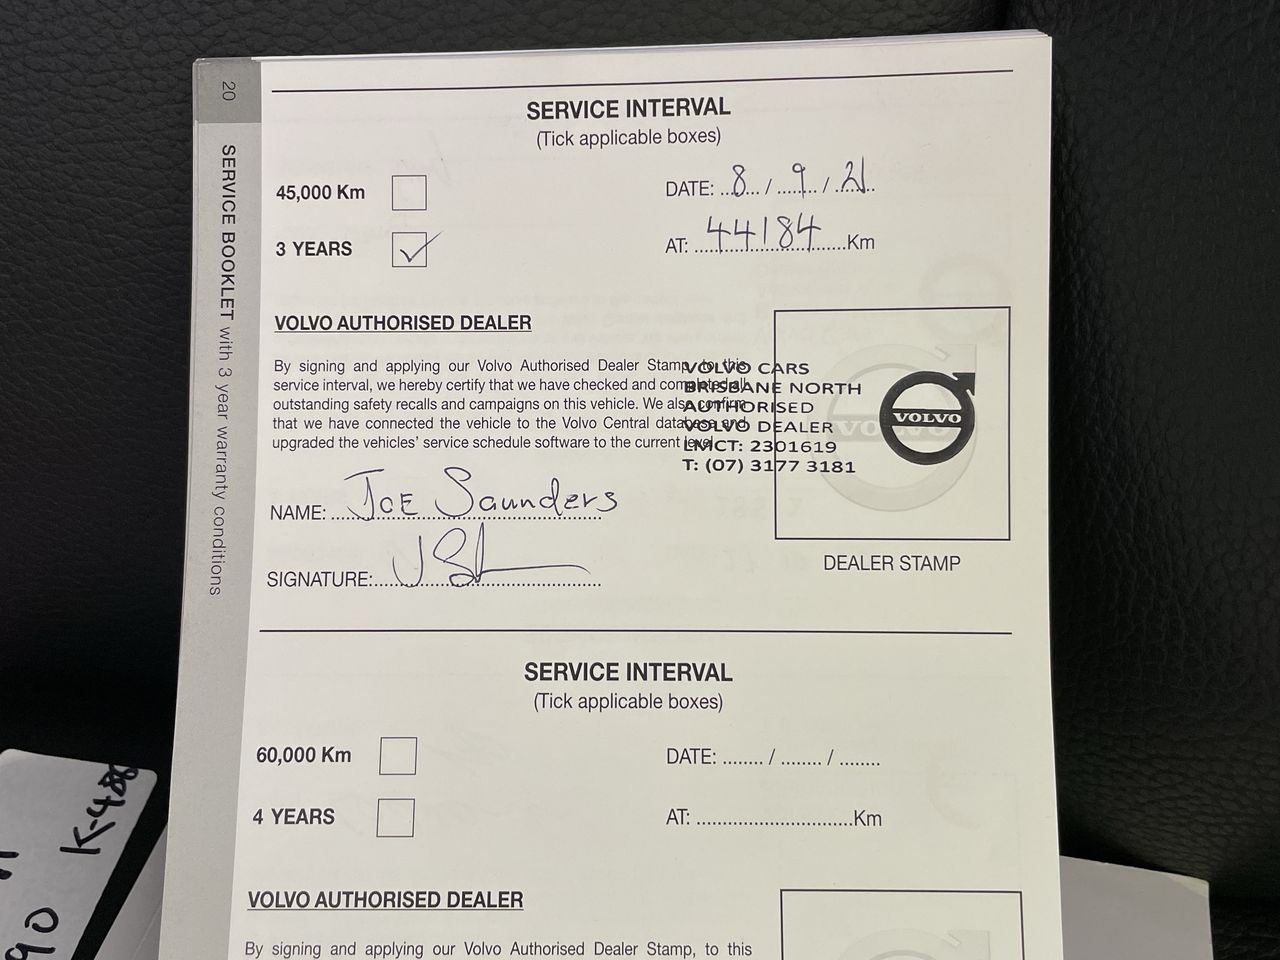 20
SERVICE BOOKLET with 3 year warranty conditions
SERVICE INTERVAL
(Tick applicable boxes)
45,000 Km
DATE: 8 / 9 / 21
3 YEARS
AT: 44184 Km
VOLVO AUTHORISED DEALER
By signing and applying our Volvo Authorised Dealer Stamp, to this
service interval, we hereby certify that we have checked and completed all
outstanding safety recalls and campaigns on this vehicle. We also confirm
that we have connected the vehicle to the Volvo Central database and
upgraded the vehicles' service schedule software to the current level.
VOLVO CARS
BRISBANE NORTH
AUTHORISED
VOLVO DEALER
LMCT: 2301619
T: (07) 3177 3181
VOLVO
VOLVO
NAME: JOE Saunders
SIGNATURE:
DEALER STAMP
SERVICE INTERVAL
(Tick applicable boxes)
60,000 Km
DATE: ........ / ........ / ........
4 YEARS
AT: ............................Km
VOLVO AUTHORISED DEALER
By signing and applying our Volvo Authorised Dealer Stamp, to this
90